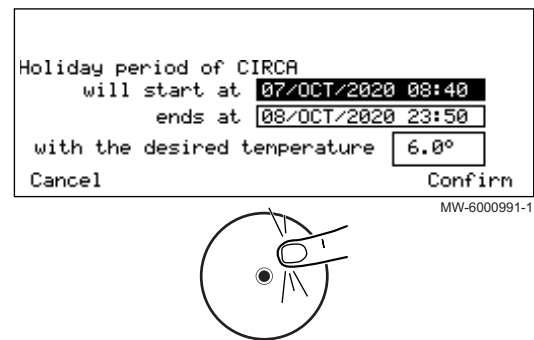 Holiday period of CIRCA
will start at 07/OCT/2020 08:40
ends at 08/OCT/2020 23:50
with the desired temperature 6.0°
Cancel Confirm
MW-6000991-1